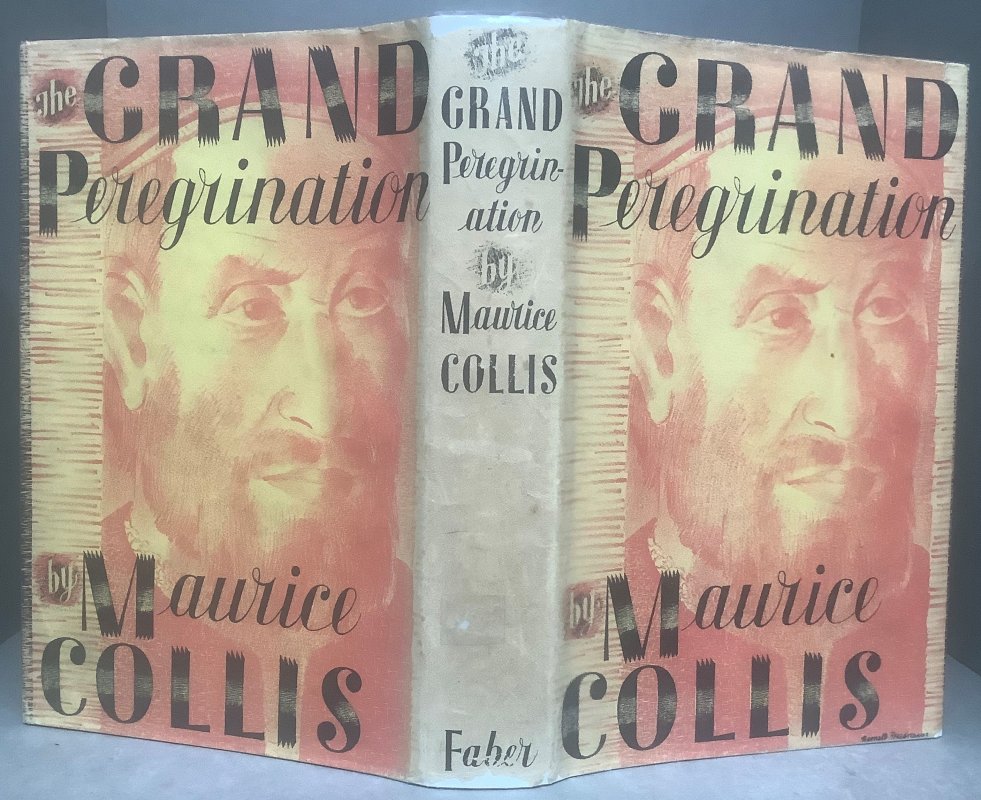 The GRAND
Peregrination
by Maurice
COLLIS
the
GRAND
Peregrin-
ation
by
Maurice
COLLIS
Faber
The GRAND
Peregrination
by Maurice
COLLIS